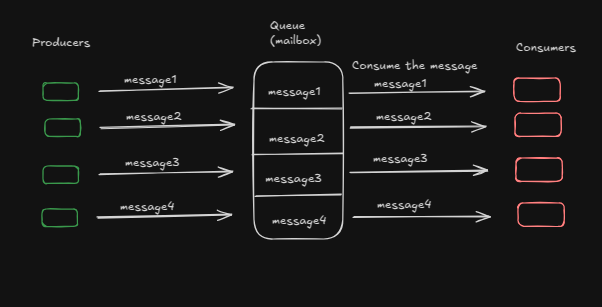 Queue
(mailbox)
Producers
Consumers
Consume the message
message1
message1
message1
message2
message2
message2
message3
message3
message3
message4
message4
message4